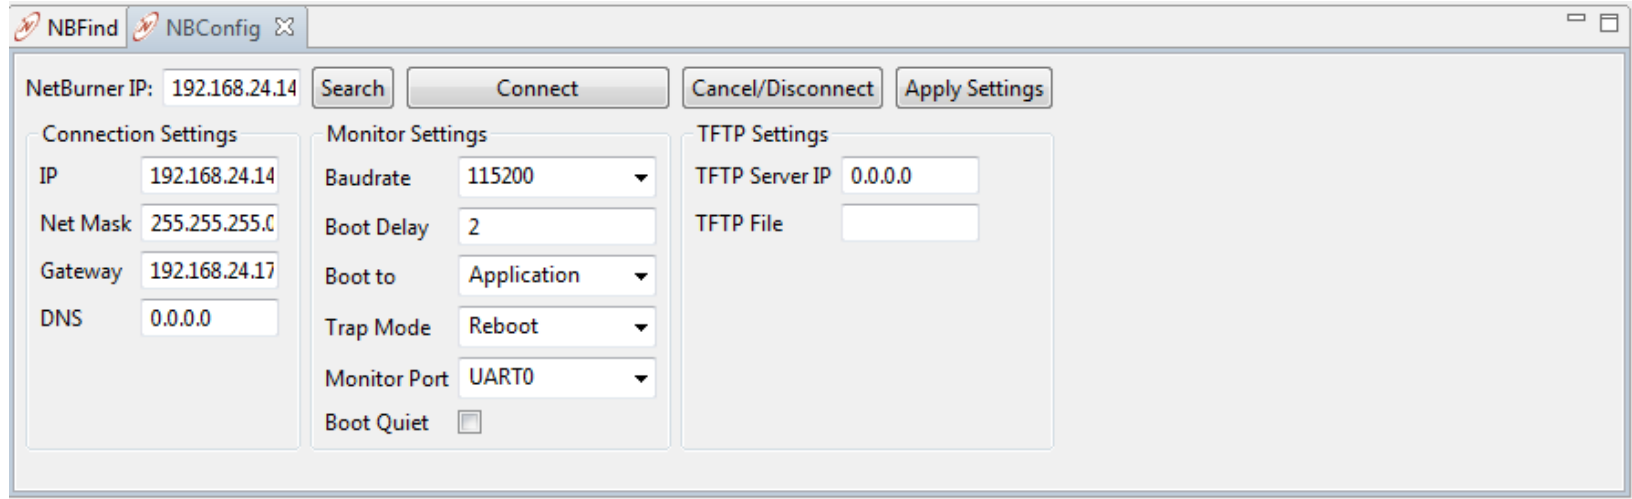 NBFind NBConfig
NetBurner IP: 192.168.24.14 Search Connect Cancel/Disconnect Apply Settings
Connection Settings Monitor Settings TFTP Settings
IP 192.168.24.14 Baudrate 115200 TFTP Server IP 0.0.0.0
Net Mask 255.255.255.0 Boot Delay 2 TFTP File
Gateway 192.168.24.17 Boot to Application
DNS 0.0.0.0 Trap Mode Reboot
Monitor Port UART0
Boot Quiet